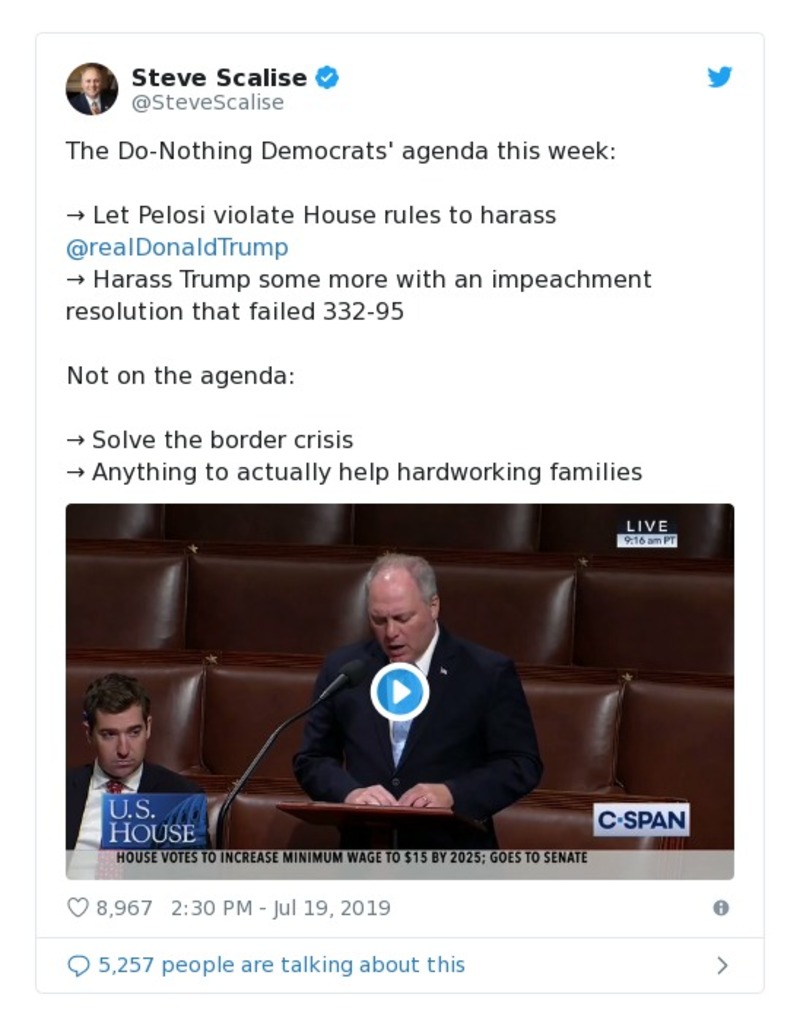 Steve Scalise
@SteveScalise
The Do-Nothing Democrats' agenda this week:
→ Let Pelosi violate House rules to harass
@realDonaldTrump
→ Harass Trump some more with an impeachment
resolution that failed 332-95
Not on the agenda:
→ Solve the border crisis
→ Anything to actually help hardworking families
LIVE
9:16 am PT
U.S.
HOUSE
C-SPAN
HOUSE VOTES TO INCREASE MINIMUM WAGE TO $15 BY 2025; GOES TO SENATE
8,967 2:30 PM - Jul 19, 2019
5,257 people are talking about this